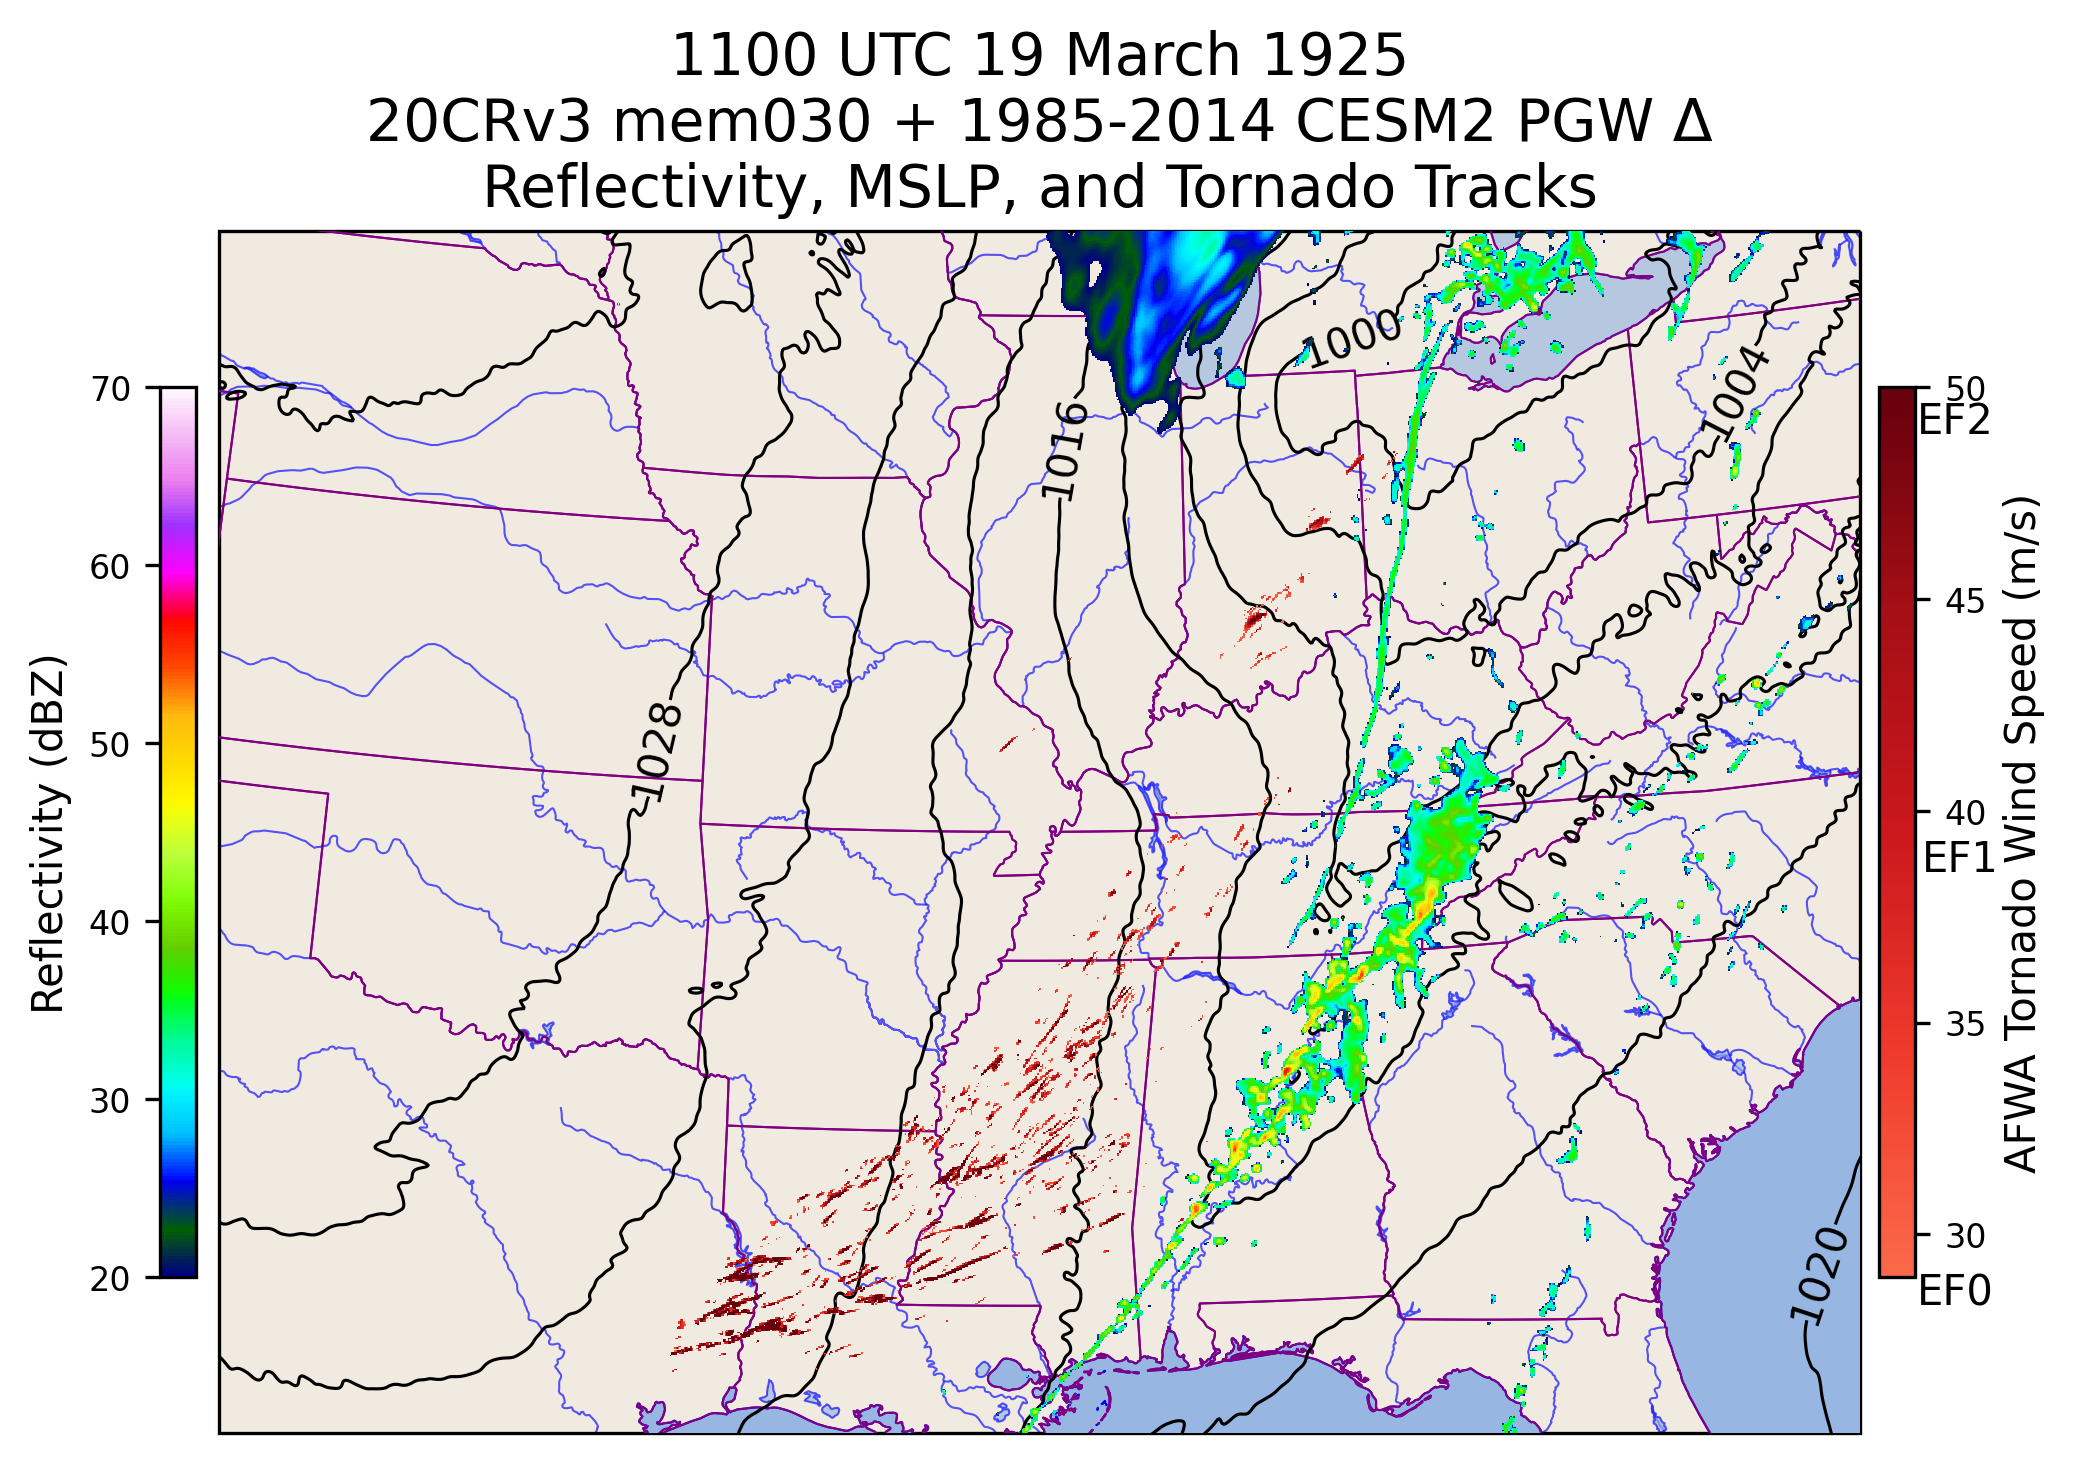 1100 UTC 19 March 1925
20CRv3 mem030 + 1985-2014 CESM2 PGW Δ
Reflectivity, MSLP, and Tornado Tracks
Reflectivity (dBZ)
70
60
50
40
30
20
1000
1004
1016
1028
1020
50
EF2
45
40
EF1
35
30
EF0
AFWA Tornado Wind Speed (m/s)